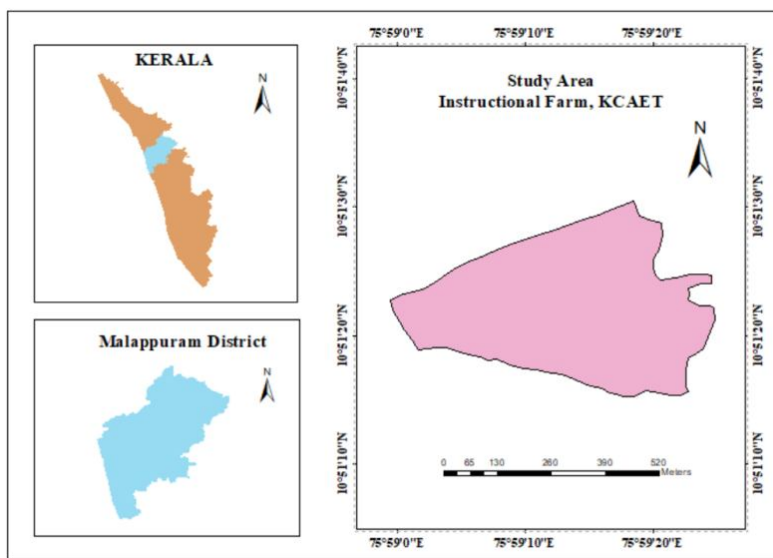 KERALA
N
Malappuram District
N
75°59'0"E
75°59'10"E
75°59'20"E
Study Area
Instructional Farm, KCAET
N
10°51'40"N
10°51'30"N
10°51'20"N
10°51'10"N
10°51'40"N
10°51'30"N
10°51'20"N
10°51'10"N
0 65 130 260 390 520
Meters
75°59'0"E
75°59'10"E
75°59'20"E